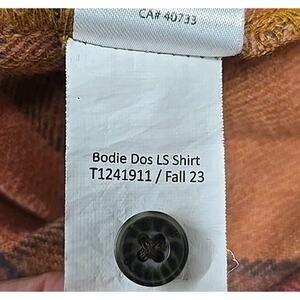 CA# 40733
Bodie Dos LS Shirt
T1241911 / Fall 23